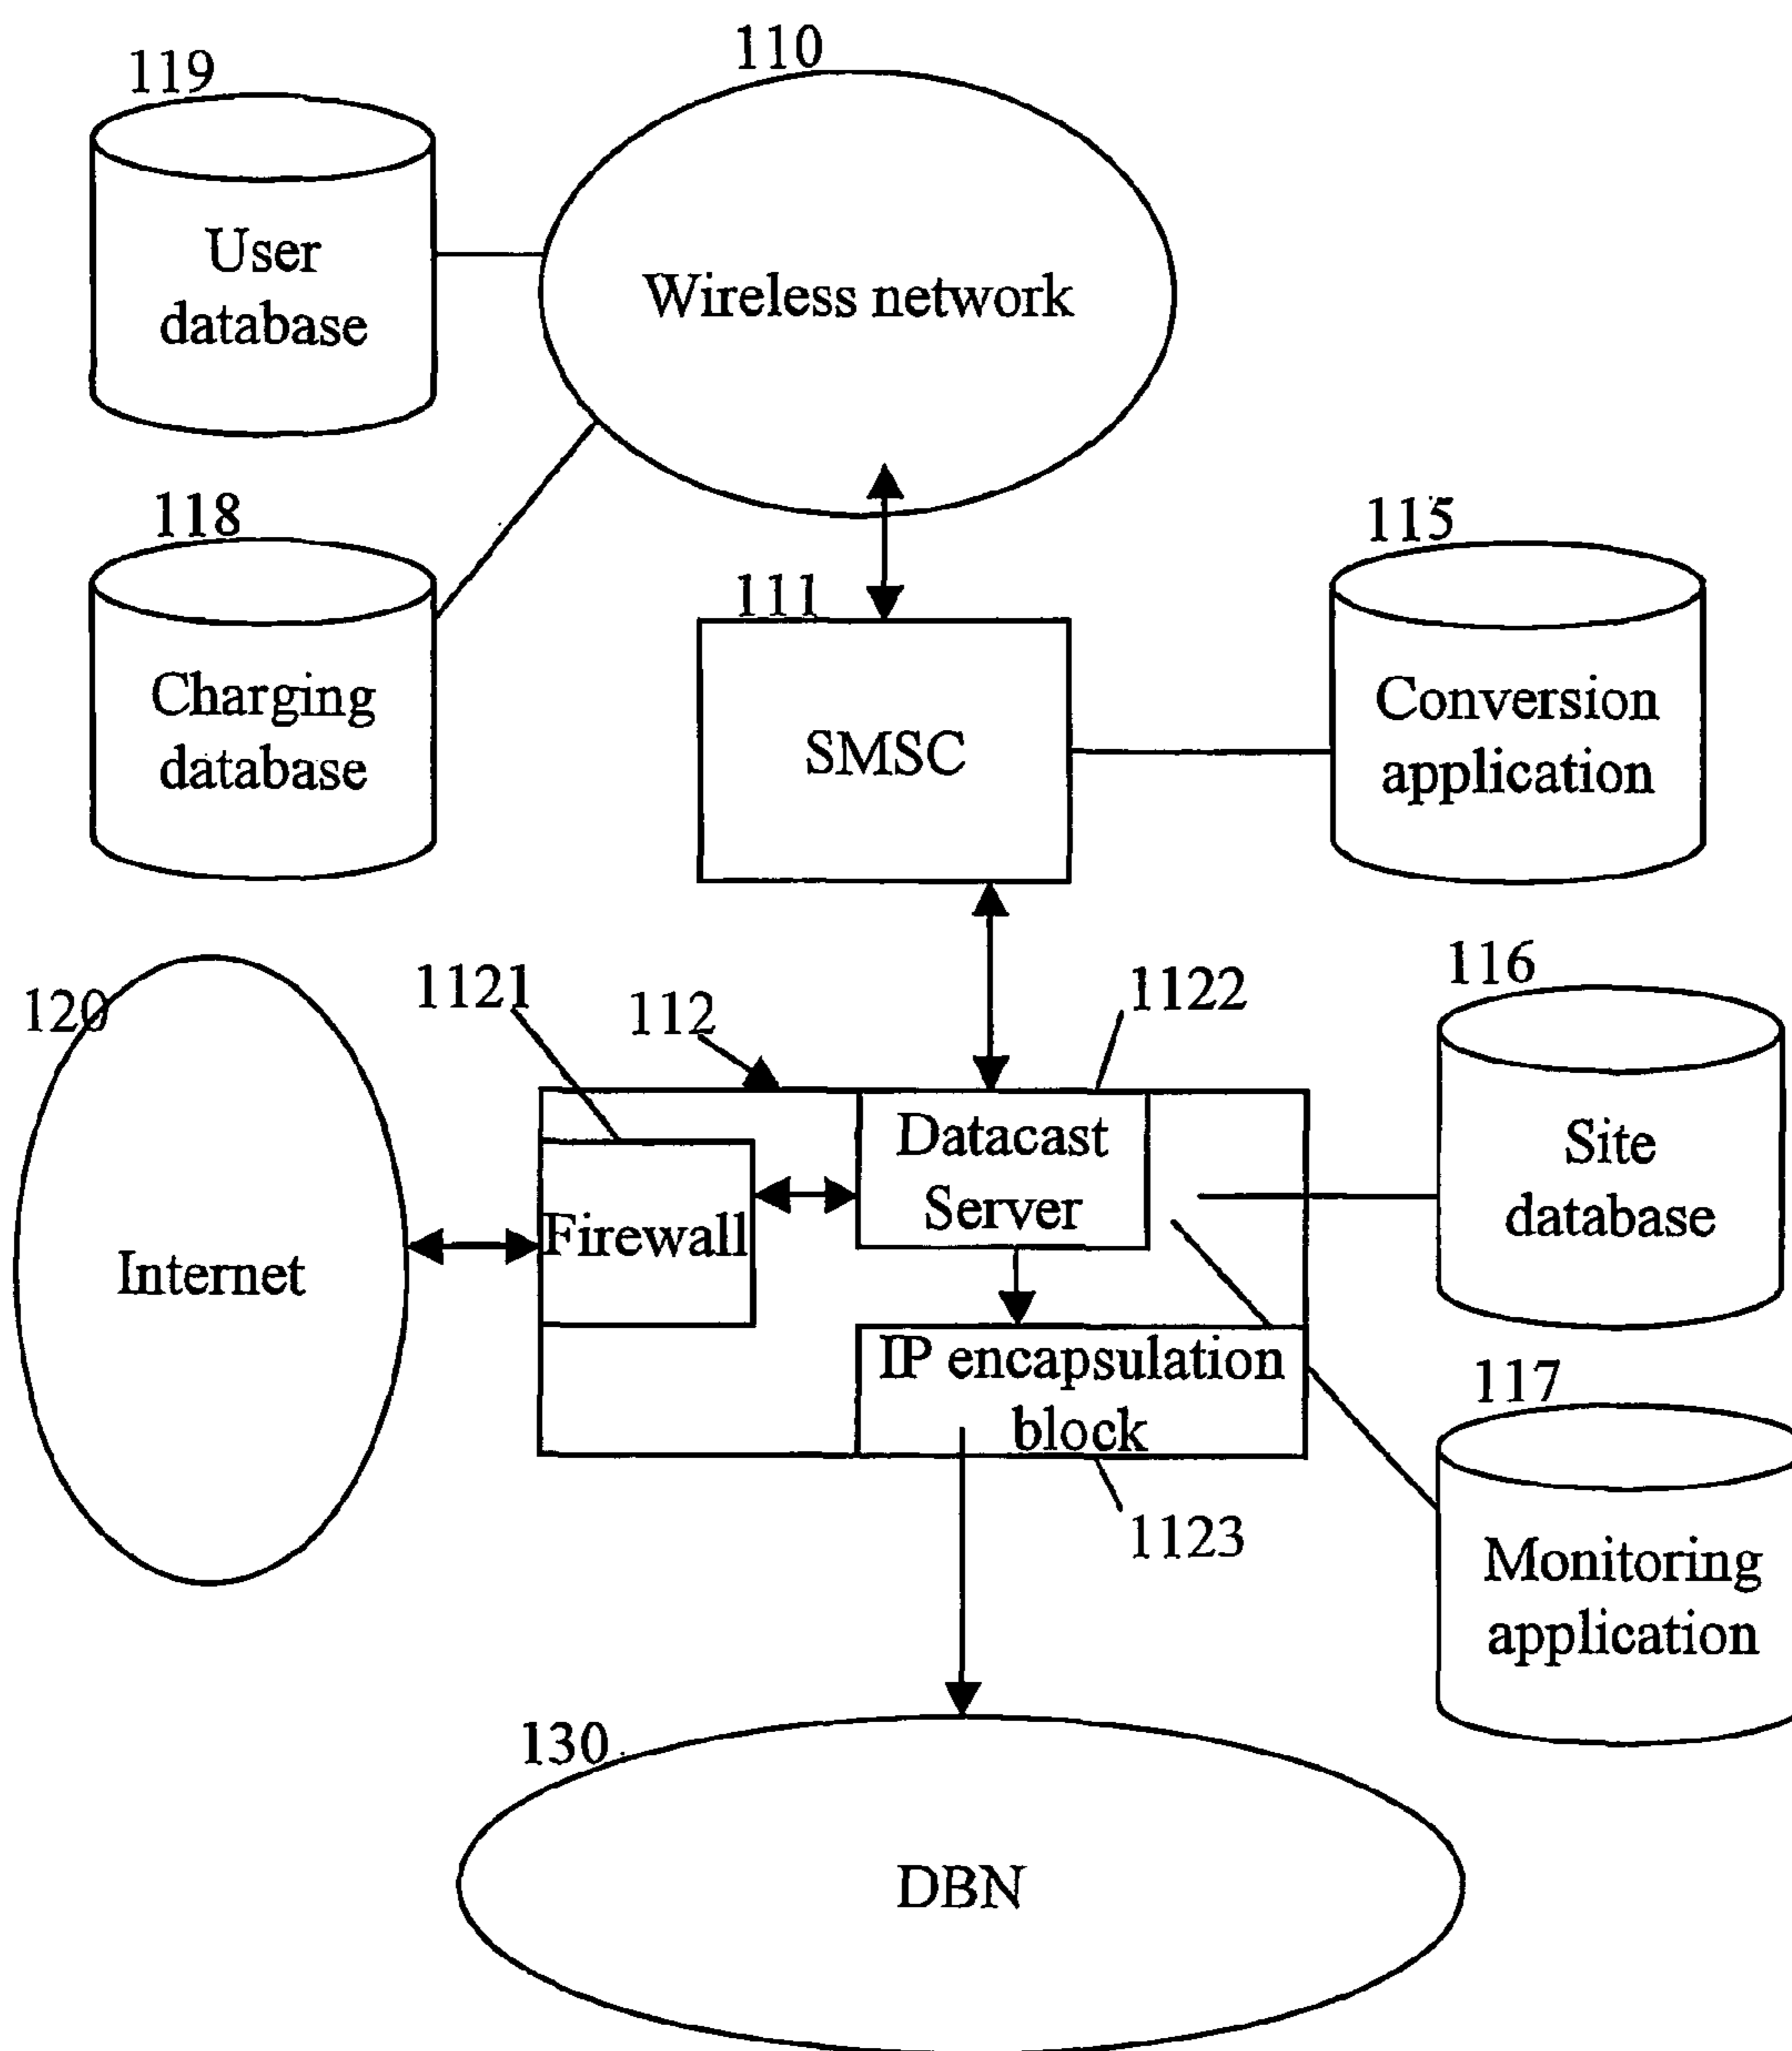 119
110
User
database
Wireless network
118
115
111
Charging
database
SMSC
Conversion
application
120
1121
112
1122
116
Datacast
Server
Site
database
Firewall
Internet
IP encapsulation
block
117
1123
Monitoring
application
130
DBN